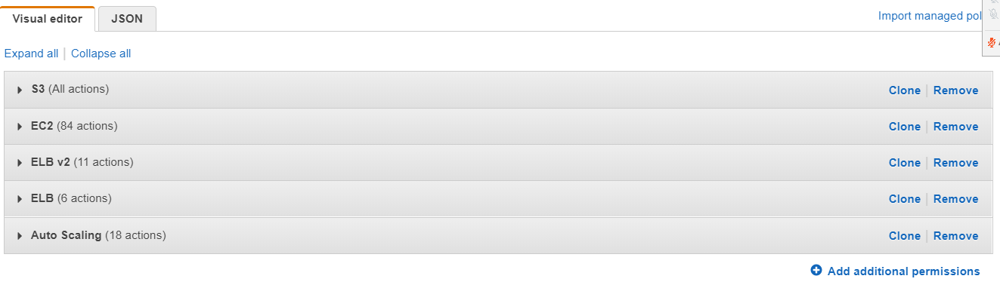 Visual editor JSON Import managed pol
Expand all | Collapse all
S3 (All actions) Clone | Remove
EC2 (84 actions) Clone | Remove
ELB v2 (11 actions) Clone | Remove
ELB (6 actions) Clone | Remove
Auto Scaling (18 actions) Clone | Remove
Add additional permissions